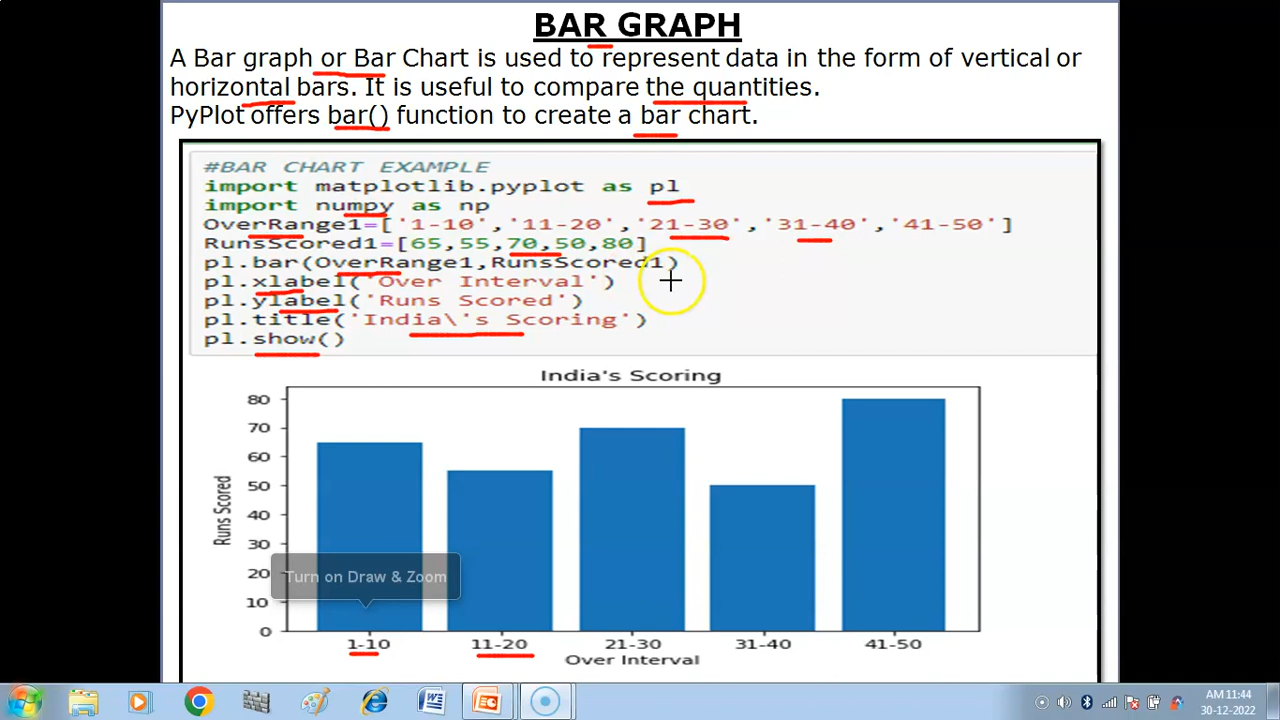 BAR GRAPH
A Bar graph or Bar Chart is used to represent data in the form of vertical or
horizontal bars. It is useful to compare the quantities.
PyPlot offers bar() function to create a bar chart.
#BAR CHART EXAMPLE
import matplotlib.pyplot as pl
import numpy as np
OverRange1=['1-10','11-20','21-30','31-40','41-50']
RunsScored1=[65,55,70,50,80]
pl.bar(OverRange1,RunsScored1)
pl.xlabel('Over Interval')
pl.ylabel('Runs Scored')
pl.title('India\'s Scoring')
pl.show()
India's Scoring
80
70
60
50
40
30
20
10
0
Runs Scored
Turn on Draw & Zoom
1-10 11-20 21-30 31-40 41-50
Over Interval
AM 11:44
30-12-2022